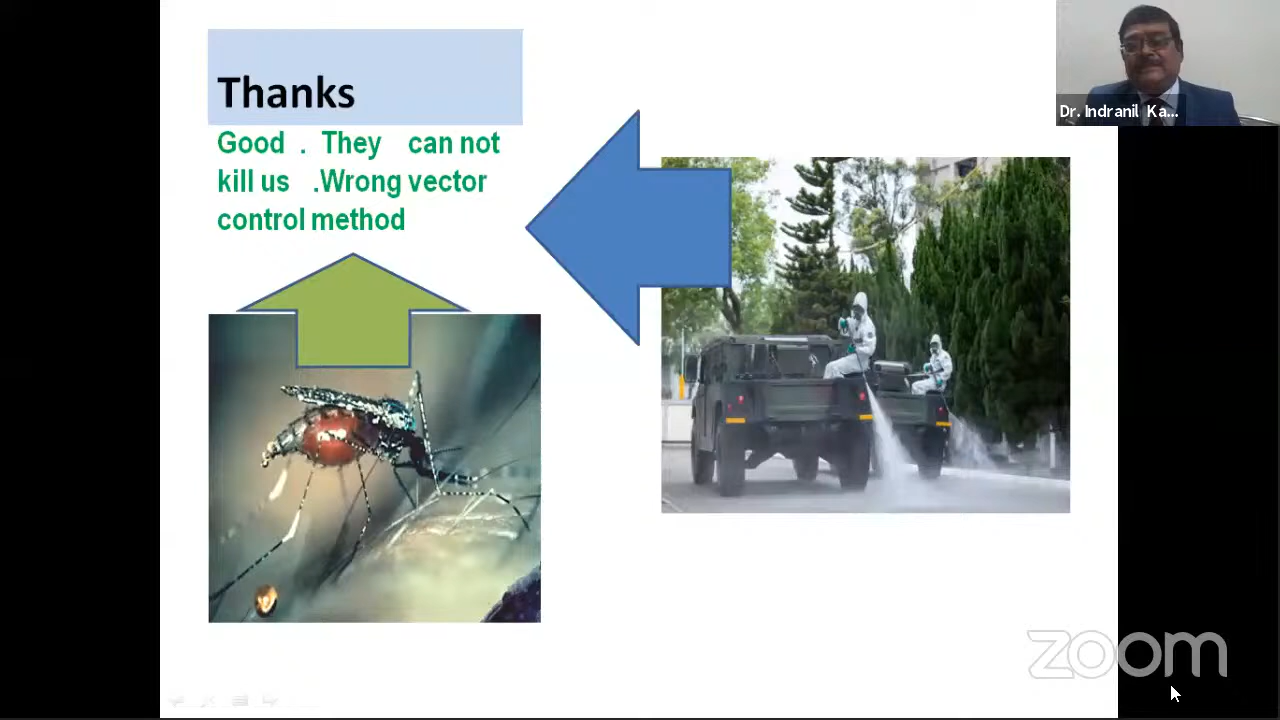 Thanks
Good . They can not
kill us .Wrong vector
control method
Dr. Indranil Ka...
zoom